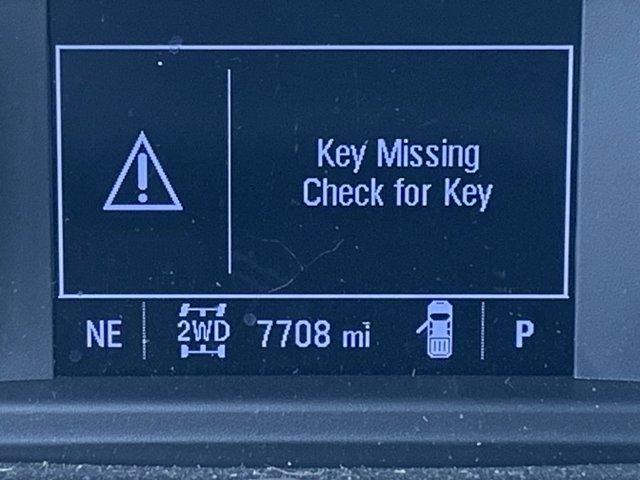 Key Missing
Check for Key
NE 2WD 7708 mi P